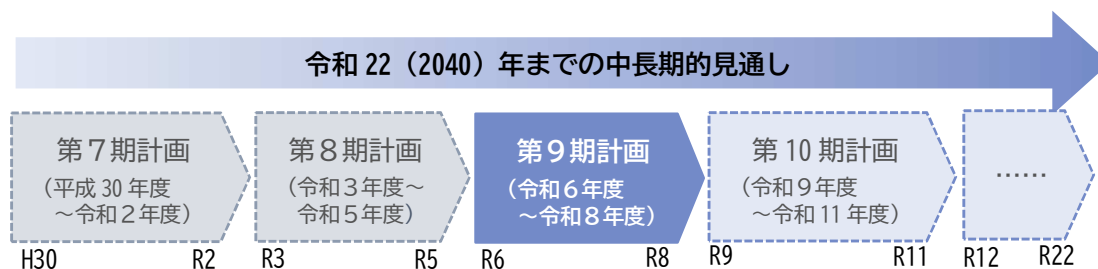 令和 22（2040）年までの中長期的見通し
第７期計画
（平成 30 年度
～令和２年度）
第８期計画
（令和３年度～
令和５年度）
第９期計画
（令和６年度
～令和８年度）
第 10 期計画
（令和９年度
～令和 11 年度）
……
H30 R2 R3 R5 R6 R8 R9 R11 R12 R22